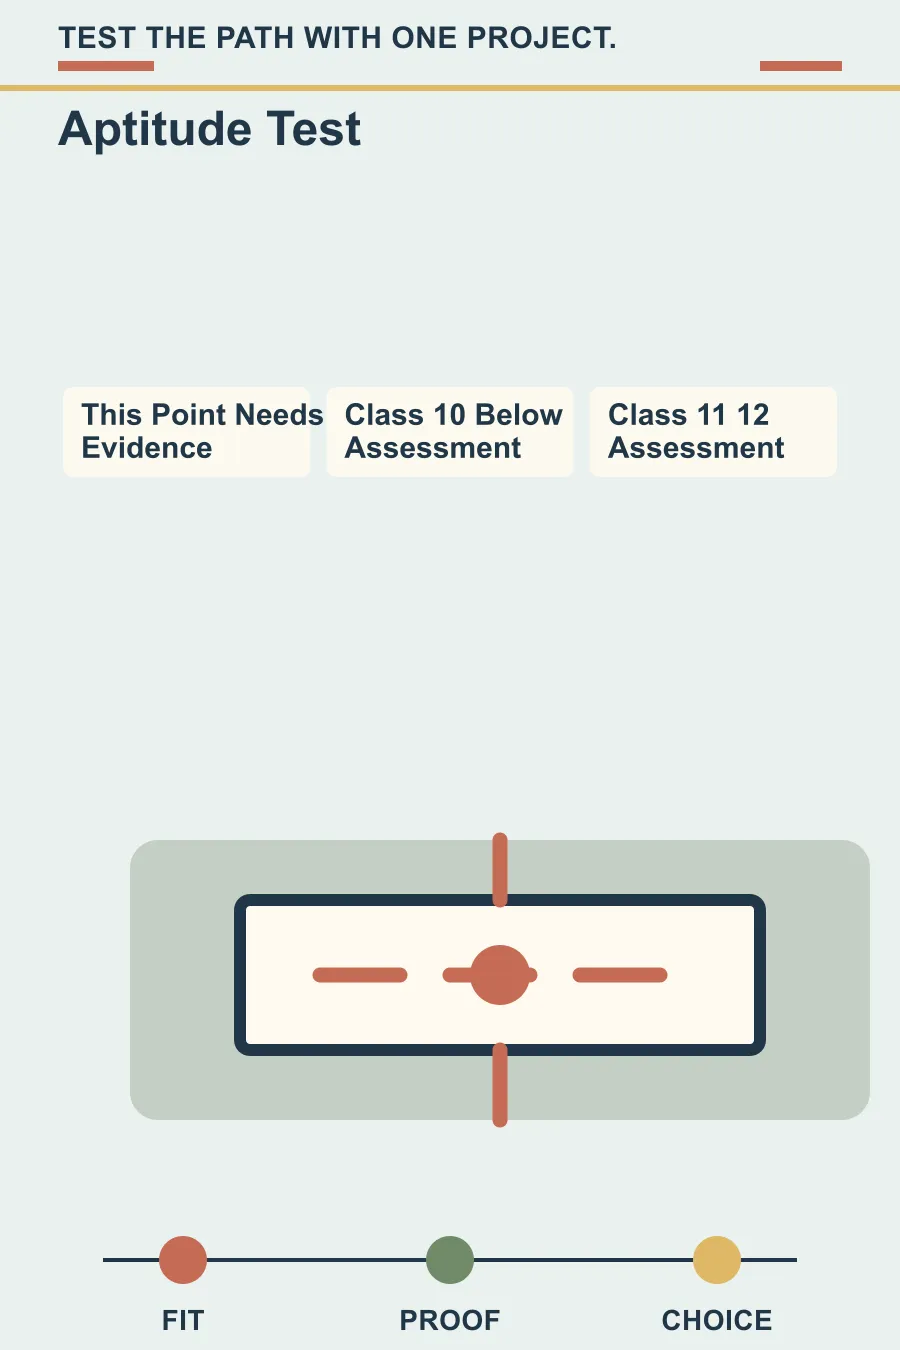 TEST THE PATH WITH ONE PROJECT.
Aptitude Test
This Point Needs
Evidence
Class 10 Below
Assessment
Class 11 12
Assessment
FIT
PROOF
CHOICE